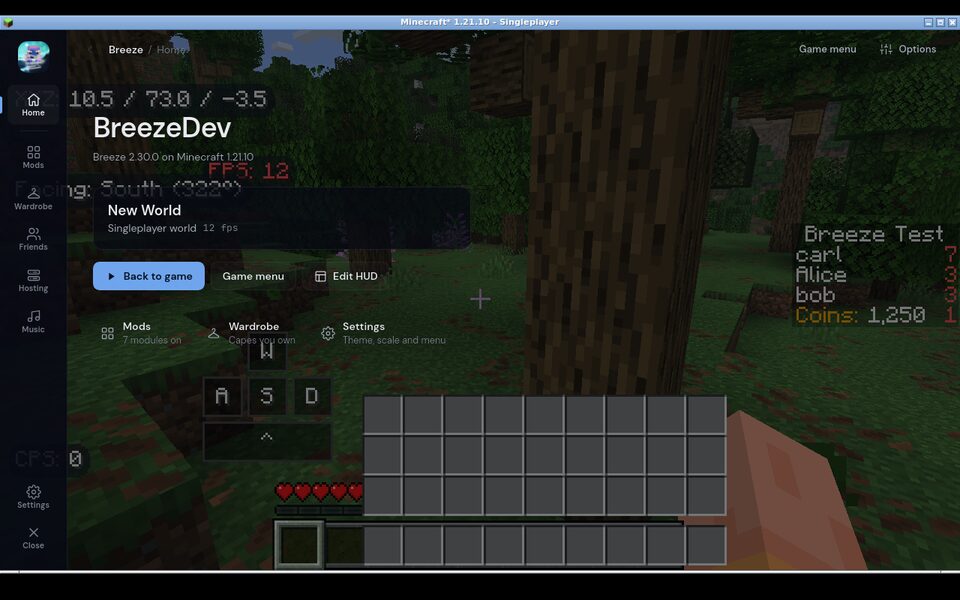 Minecraft* 1.21.10 - Singleplayer
Breeze / Home
Game menu
Options
10.5 / 73.0 / -3.5
Home
BreezeDev
Breeze 2.30.0 on Minecraft 1.21.10
FPS: 12
Mods
Facing: South (322°)
Wardrobe
New World
Singleplayer world 12 fps
Friends
Breeze Test
carl 7
Alice 3
bob 3
Coins: 1,250 1
Back to game
Game menu
Edit HUD
Hosting
Music
Mods
7 modules on
Wardrobe
Capes you own
Settings
Theme, scale and menu
W
A S D
^
CPS: 0
Settings
Close